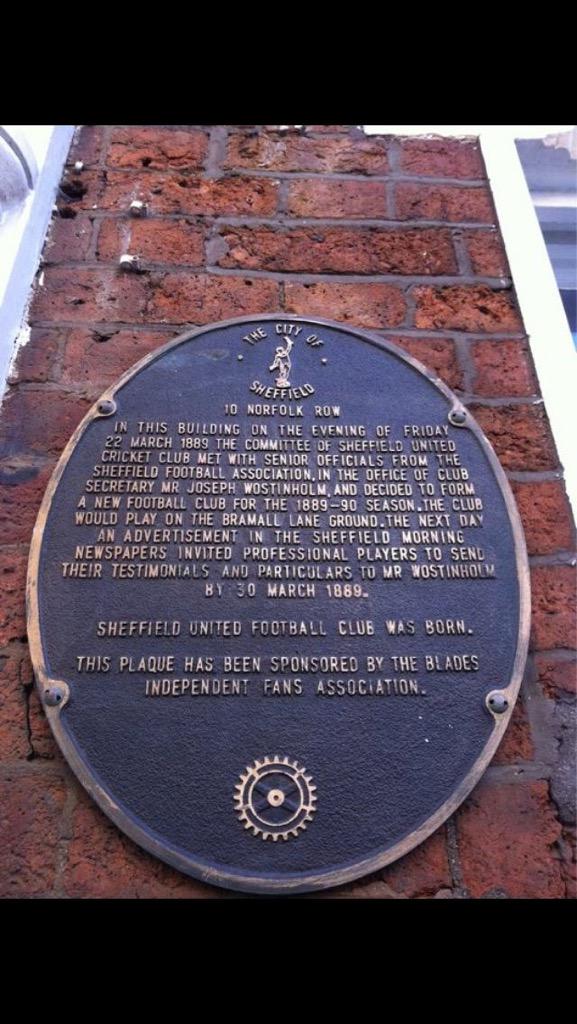 THE CITY OF
SHEFFIELD
10 NORFOLK ROW
IN THIS BUILDING ON THE EVENING OF FRIDAY
22 MARCH 1889 THE COMMITTEE OF SHEFFIELD UNITED
CRICKET CLUB MET WITH SENIOR OFFICIALS FROM THE
SHEFFIELD FOOTBALL ASSOCIATION, IN THE OFFICE OF CLUB
SECRETARY MR JOSEPH WOSTINHOLM, AND DECIDED TO FORM
A NEW FOOTBALL CLUB FOR THE 1889-90 SEASON. THE CLUB
WOULD PLAY ON THE BRAMALL LANE GROUND. THE NEXT DAY
AN ADVERTISEMENT IN THE SHEFFIELD MORNING
NEWSPAPERS INVITED PROFESSIONAL PLAYERS TO SEND
THEIR TESTIMONIALS AND PARTICULARS TO MR WOSTINHOLM
BY 30 MARCH 1889.
SHEFFIELD UNITED FOOTBALL CLUB WAS BORN.
THIS PLAQUE HAS BEEN SPONSORED BY THE BLADES
INDEPENDENT FANS ASSOCIATION.